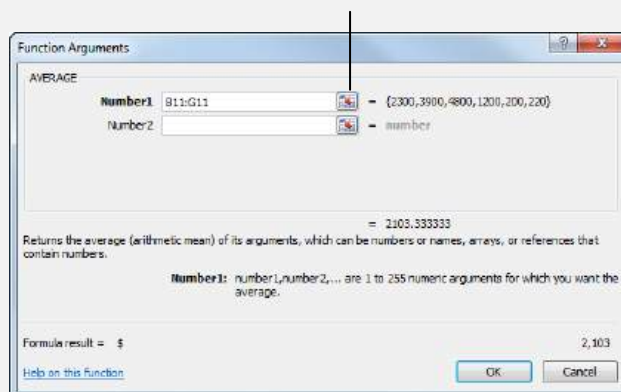 Function Arguments
AVERAGE
Number1 B11:G11 = {2300,3900,4800,1200,200,220}
Number2 = number
= 2103.333333
Returns the average (arithmetic mean) of its arguments, which can be numbers or names, arrays, or references that
contain numbers.
Number1: number1,number2,... are 1 to 255 numeric arguments for which you want the
average.
Formula result = $ 2,103
Help on this function
OK Cancel